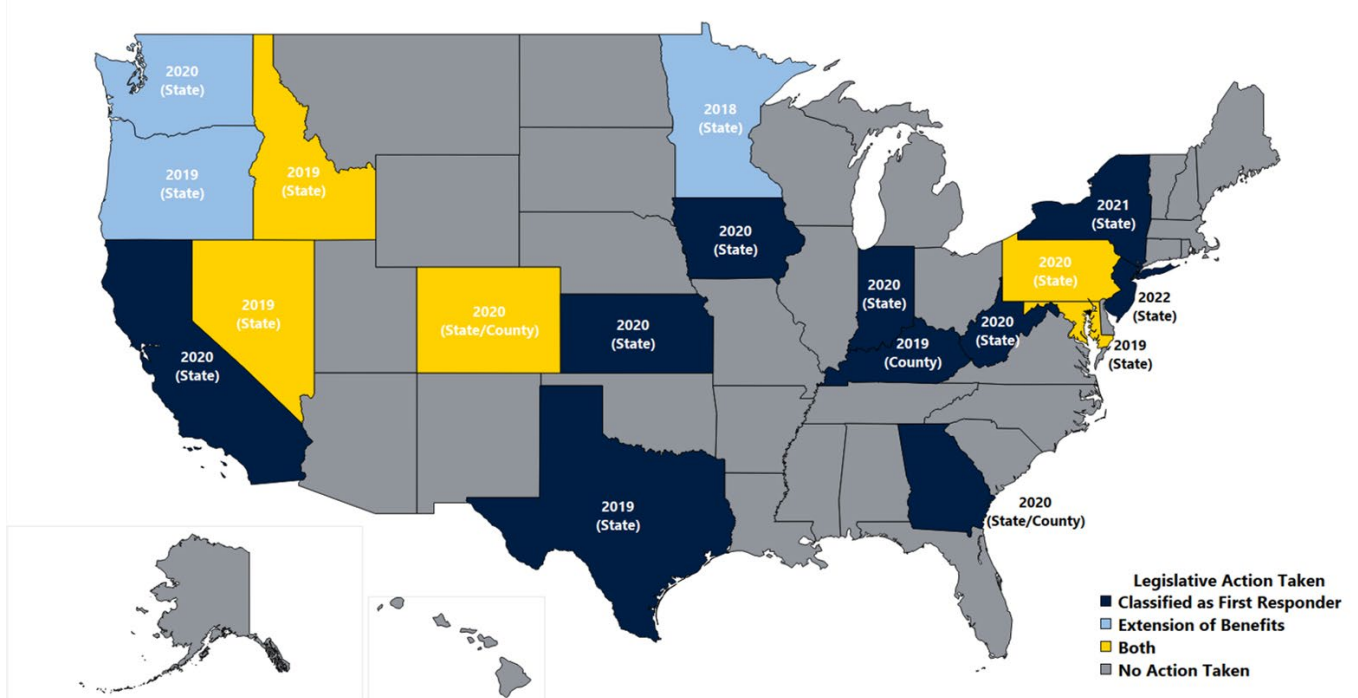 2020
(State)
2018
(State)
2019
(State)
2019
(State)
2021
(State)
2020
(State)
2020
(State)
2020
(State)
2022
(State)
2019
(State)
2020
(State/County)
2020
(State)
2020
(State)
2019
(County)
2019
(State)
2020
(State)
2019
(State)
2020
(State/County)
Legislative Action Taken
Classified as First Responder
Extension of Benefits
Both
No Action Taken